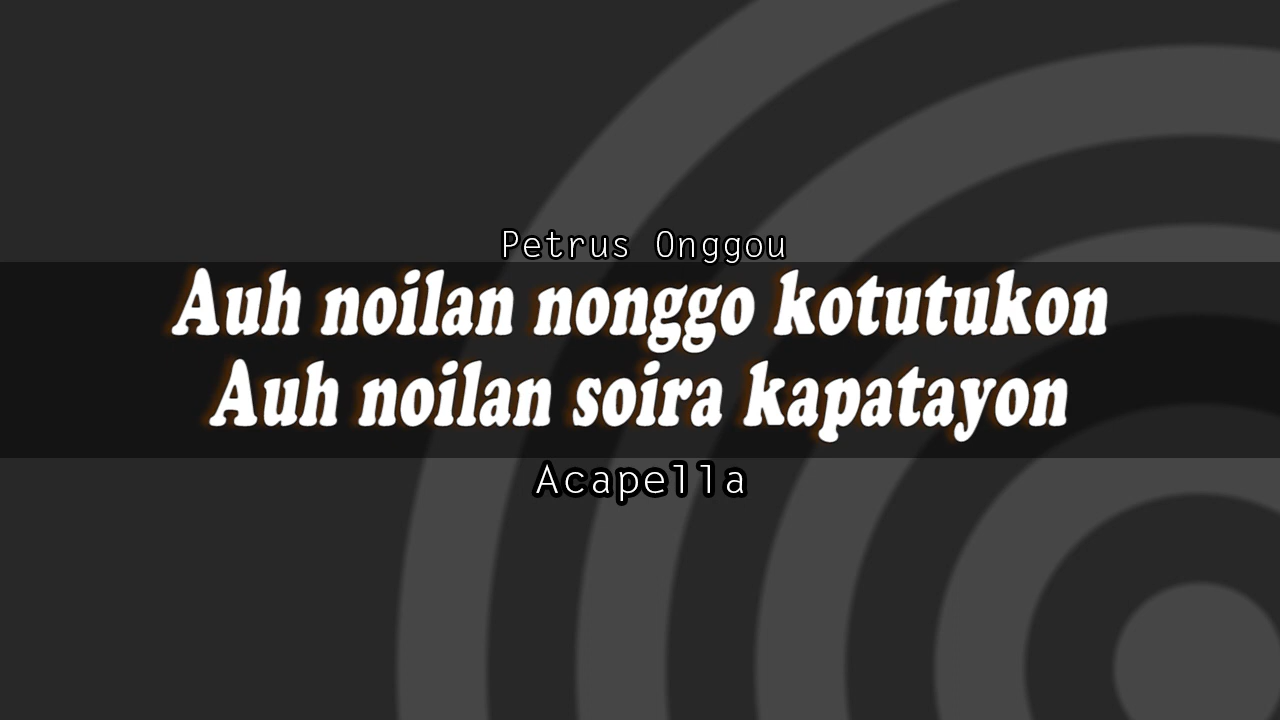 Petrus Onggou
Auh noilan nonggo kotutukon
Auh noilan soira kapatayon
Acapella